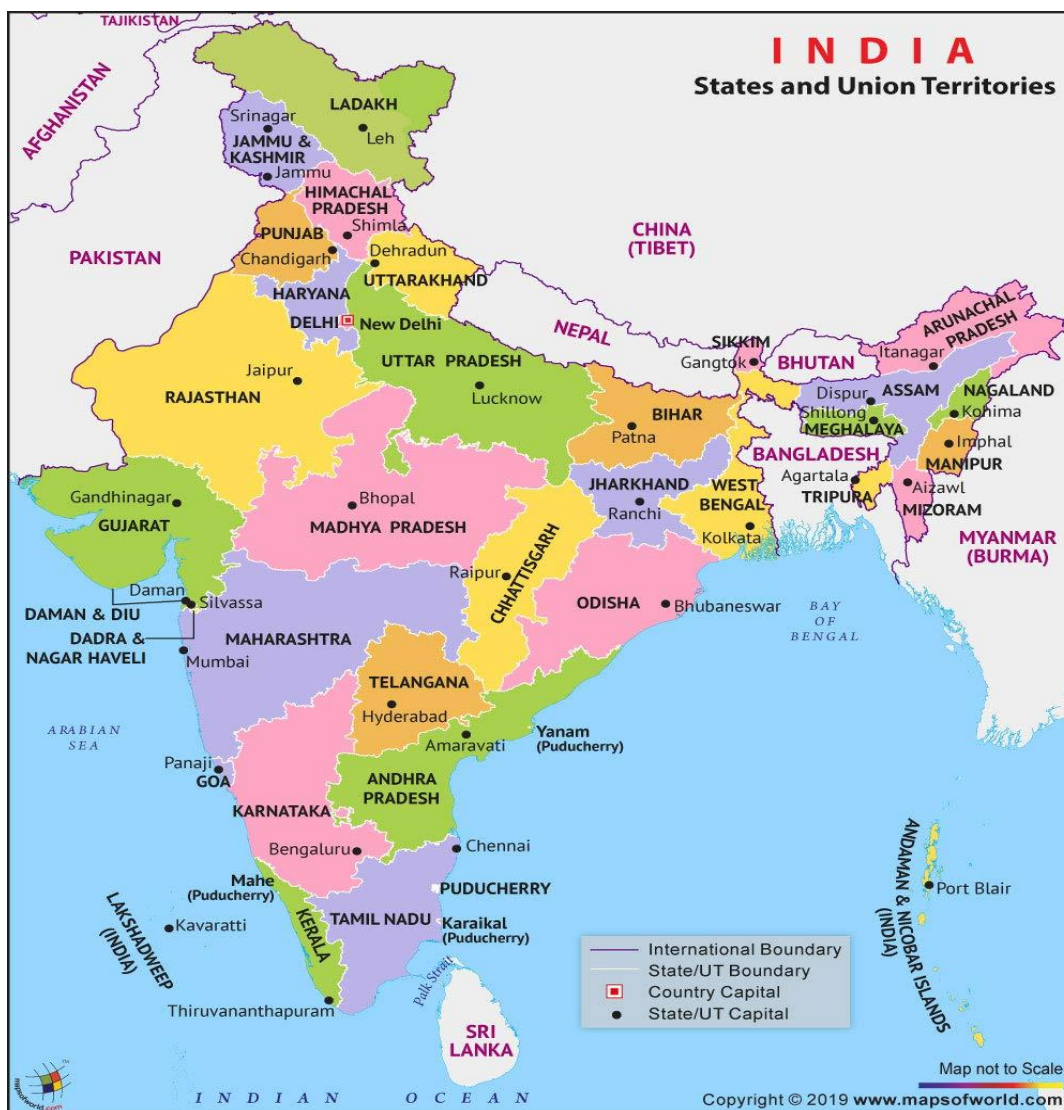 TAJIKISTAN
I N D I A
States and Union Territories
AFGHANISTAN
LADAKH
Srinagar
Leh
JAMMU &
KASHMIR
Jammu
HIMACHAL
PRADESH
Shimla
PUNJAB
Chandigarh
Dehradun
UTTARAKHAND
CHINA
(TIBET)
PAKISTAN
HARYANA
DELHI
New Delhi
NEPAL
SIKKIM
Gangtok
BHUTAN
ARUNACHAL
PRADESH
Itanagar
UTTAR PRADESH
Lucknow
Jaipur
RAJASTHAN
BIHAR
Patna
Dispur
ASSAM
NAGALAND
Shillong
MEGHALAYA
Kohima
Imphal
MANIPUR
BANGLADESH
Agartala
TRIPURA
Aizawl
MIZORAM
MYANMAR
(BURMA)
Gandhinagar
GUJARAT
Bhopal
MADHYA PRADESH
JHARKHAND
Ranchi
WEST
BENGAL
Kolkata
CHHATTISGARH
Raipur
ODISHA
Bhubaneswar
BAY
OF
BENGAL
Daman
Silvassa
DAMAN & DIU
DADRA &
NAGAR HAVELI
MAHARASHTRA
Mumbai
TELANGANA
Hyderabad
ARABIAN
SEA
Amaravati
Yanam
(Puducherry)
Panaji
GOA
ANDHRA
PRADESH
KARNATAKA
Bengaluru
Chennai
Mahe
(Puducherry)
PUDUCHERRY
TAMIL NADU
Karaikal
(Puducherry)
KERALA
LAKSHADWEEP
(INDIA)
Kavaratti
Thiruvananthapuram
Palk Strait
SRI
LANKA
ANDAMAN & NICOBAR ISLANDS
(INDIA)
Port Blair
International Boundary
State/UT Boundary
Country Capital
State/UT Capital
INDIAN OCEAN
Map not to Scale
mapsofworld.com
TM
Copyright © 2019 www.mapsofworld.com